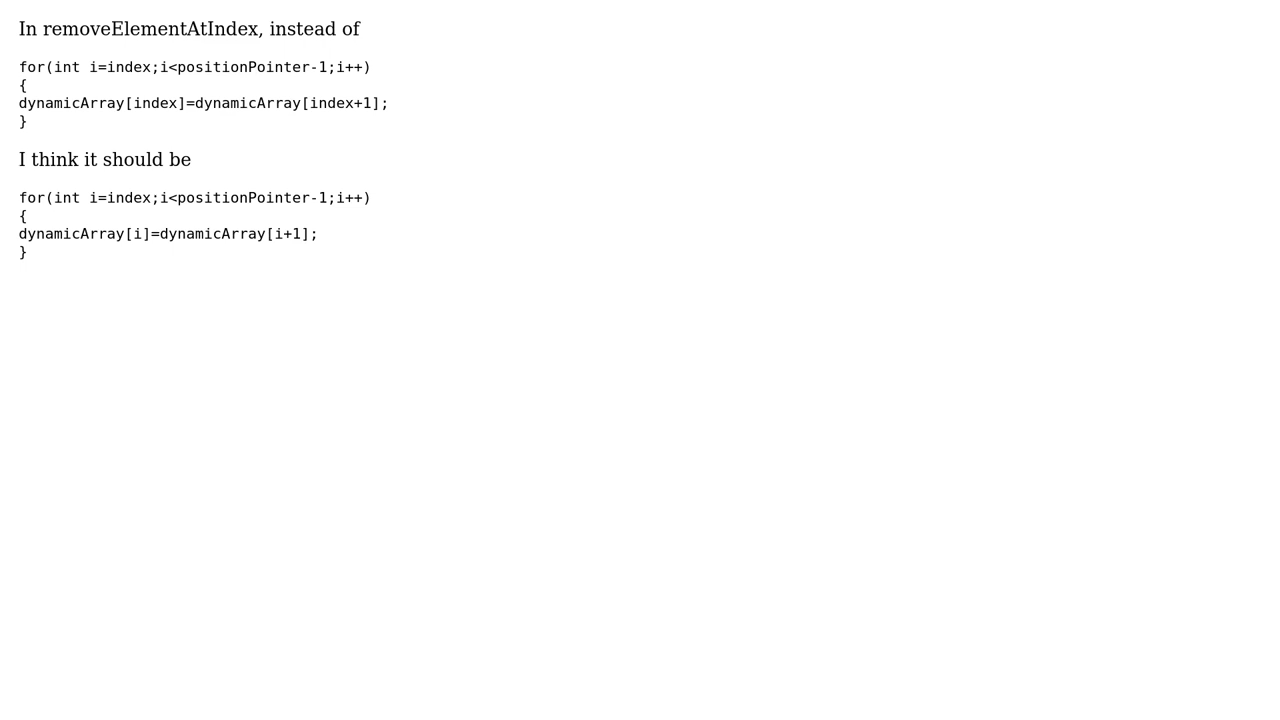 In removeElementAtIndex, instead of
for(int i=index;i<positionPointer-1;i++)
{
dynamicArray[index]=dynamicArray[index+1];
}
I think it should be
for(int i=index;i<positionPointer-1;i++)
{
dynamicArray[i]=dynamicArray[i+1];
}